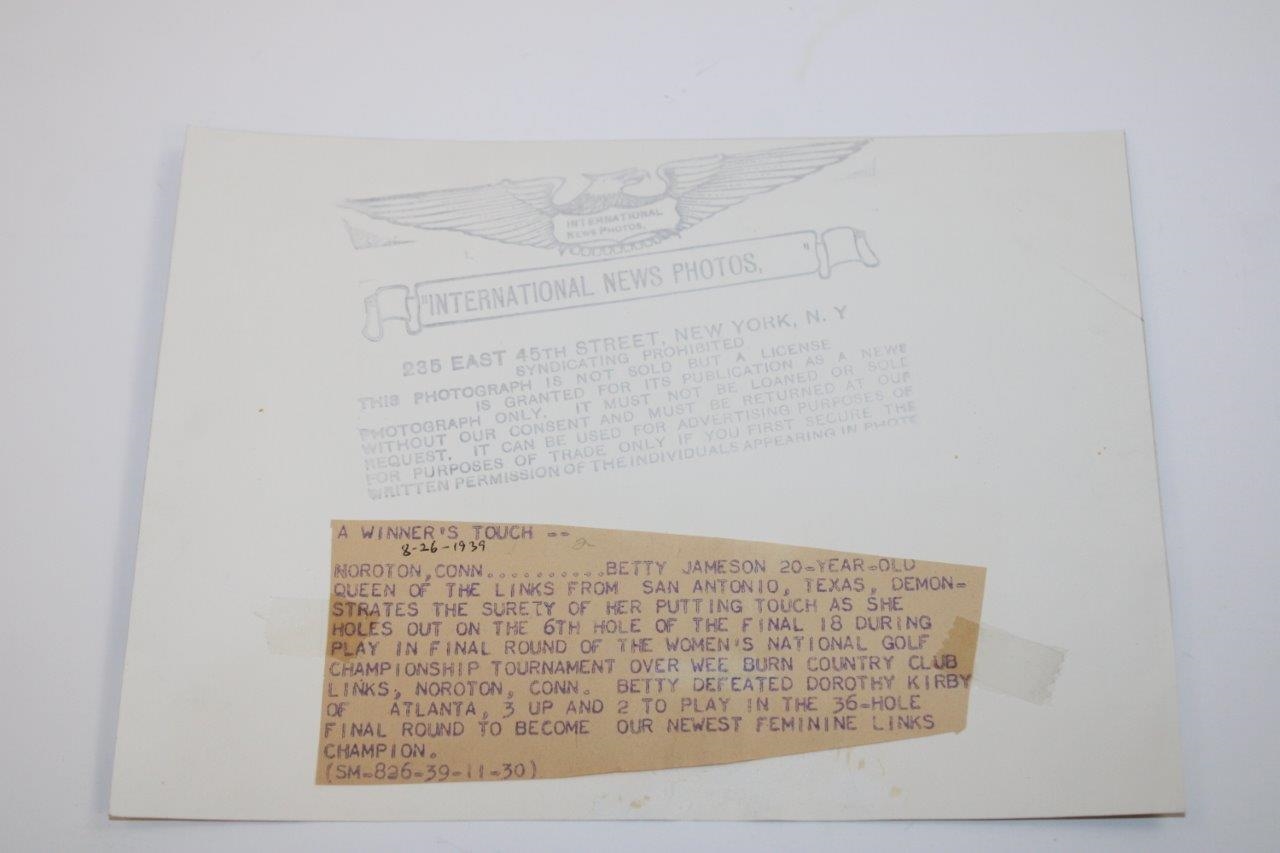 INTERNATIONAL
NEWS PHOTOS.
"INTERNATIONAL NEWS PHOTOS, "
235 EAST 45TH STREET, NEW YORK, N. Y
SYNDICATING PROHIBITED
THIS PHOTOGRAPH IS NOT SOLD BUT A LICENSE
IS GRANTED FOR ITS PUBLICATION AS A NEWS
PHOTOGRAPH ONLY. IT MUST NOT BE LOANED OR SOLD
WITHOUT OUR CONSENT AND MUST BE RETURNED AT OUR
REQUEST. IT CAN BE USED FOR ADVERTISING PURPOSES OF
FOR PURPOSES OF TRADE ONLY IF YOU FIRST SECURE THE
WRITTEN PERMISSION OF THE INDIVIDUALS APPEARING IN PHOTO
A WINNER'S TOUCH --
8-26-1939
NOROTON,CONN..........BETTY JAMESON 20-YEAR-OLD
QUEEN OF THE LINKS FROM SAN ANTONIO, TEXAS, DEMON-
STRATES THE SURETY OF HER PUTTING TOUCH AS SHE
HOLES OUT ON THE 6TH HOLE OF THE FINAL 18 DURING
PLAY IN FINAL ROUND OF THE WOMEN'S NATIONAL GOLF
CHAMPIONSHIP TOURNAMENT OVER WEE BURN COUNTRY CLUB
LINKS, NOROTON, CONN. BETTY DEFEATED DOROTHY KIRBY
OF ATLANTA, 3 UP AND 2 TO PLAY IN THE 36-HOLE
FINAL ROUND TO BECOME OUR NEWEST FEMININE LINKS
CHAMPION.
(SM-826-39-11-30)